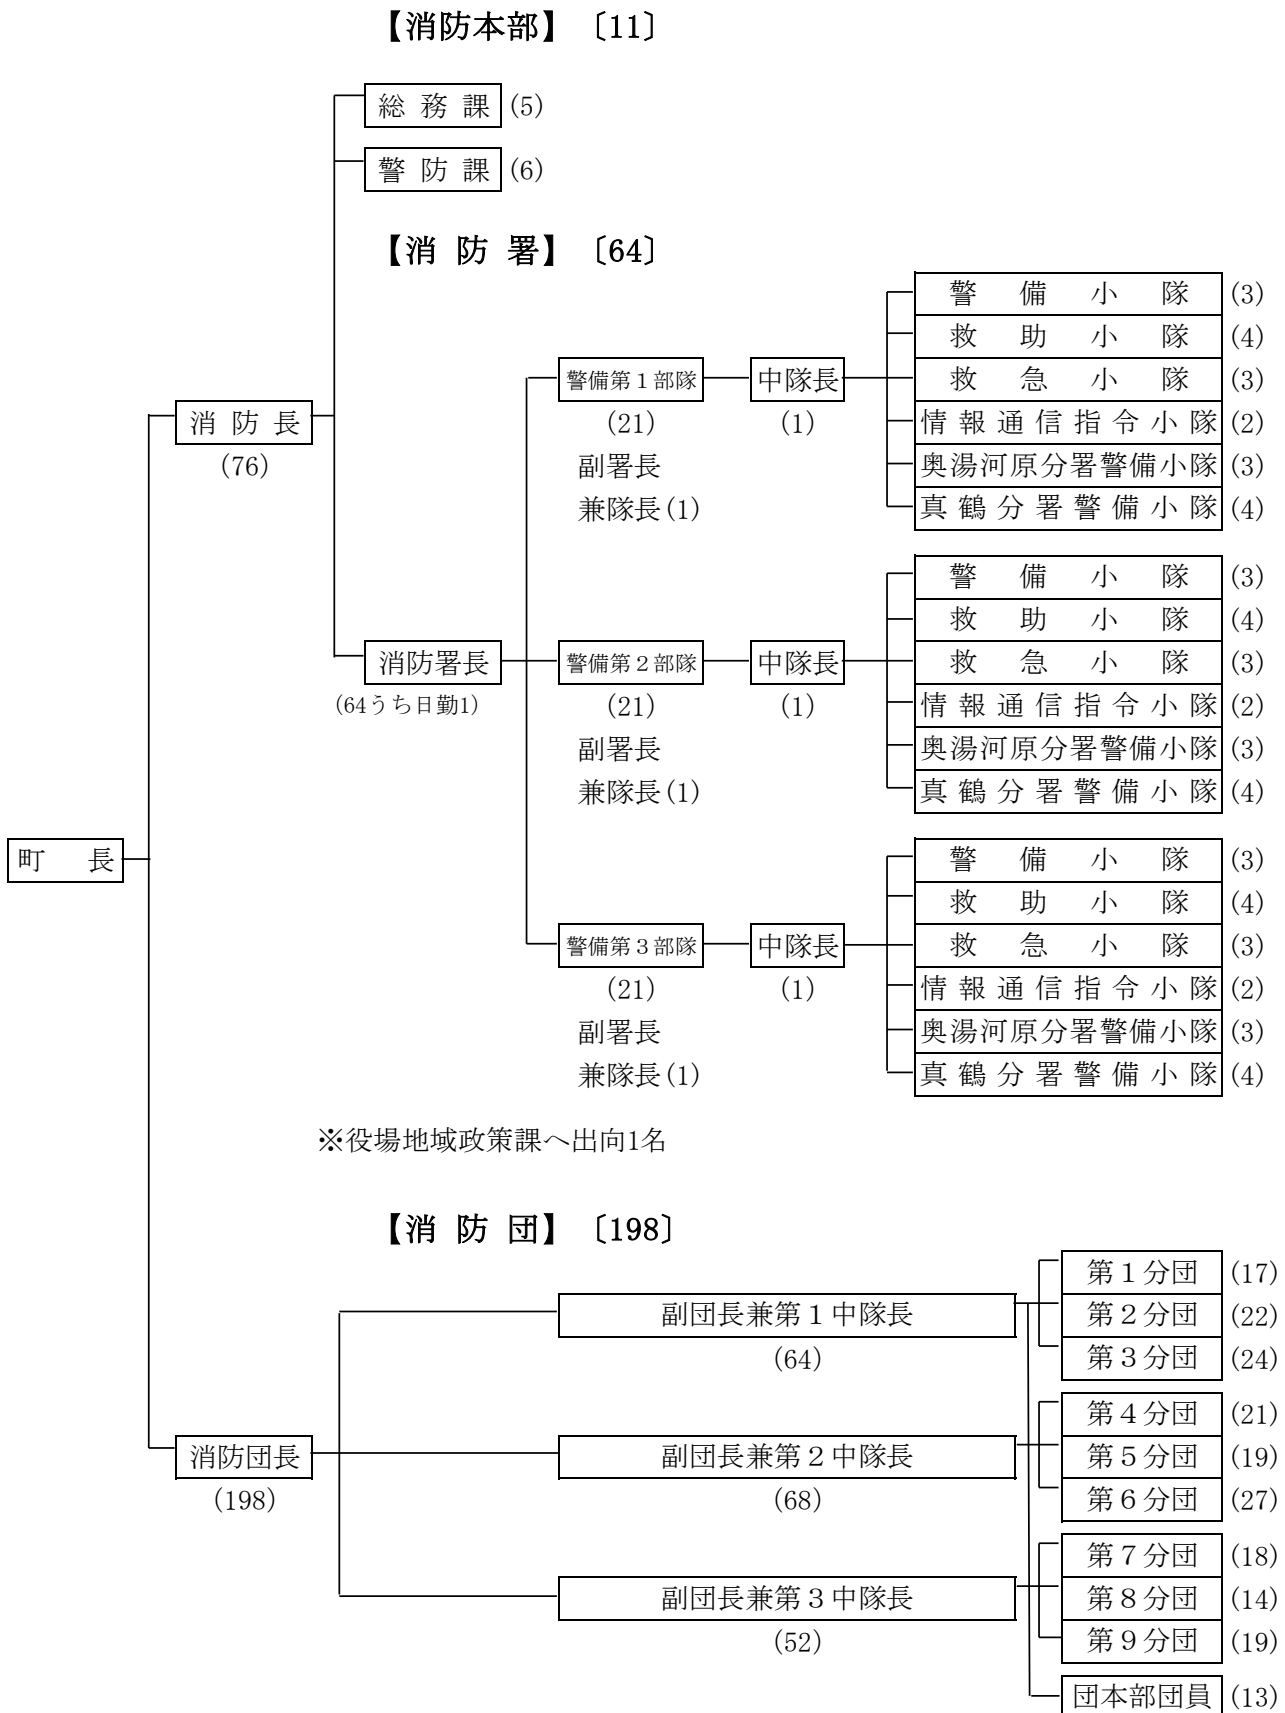 【消防本部】〔11〕
総務課 (5)
警防課 (6)
【消防署】〔64〕
消防長
(76)
警備第１部隊
(21)
副署長
兼隊長(1)
中隊長
(1)
警備小隊 (3)
救助小隊 (4)
救急小隊 (3)
情報通信指令小隊 (2)
奥湯河原分署警備小隊 (3)
真鶴分署警備小隊 (4)
消防署長
(64うち日勤1)
警備第２部隊
(21)
副署長
兼隊長(1)
中隊長
(1)
警備小隊 (3)
救助小隊 (4)
救急小隊 (3)
情報通信指令小隊 (2)
奥湯河原分署警備小隊 (3)
真鶴分署警備小隊 (4)
町長
警備第３部隊
(21)
副署長
兼隊長(1)
中隊長
(1)
警備小隊 (3)
救助小隊 (4)
救急小隊 (3)
情報通信指令小隊 (2)
奥湯河原分署警備小隊 (3)
真鶴分署警備小隊 (4)
※役場地域政策課へ出向1名
【消防団】〔198〕
副団長兼第１中隊長
(64)
第１分団 (17)
第２分団 (22)
第３分団 (24)
消防団長
(198)
副団長兼第２中隊長
(68)
第４分団 (21)
第５分団 (19)
第６分団 (27)
副団長兼第３中隊長
(52)
第７分団 (18)
第８分団 (14)
第９分団 (19)
団本部団員 (13)